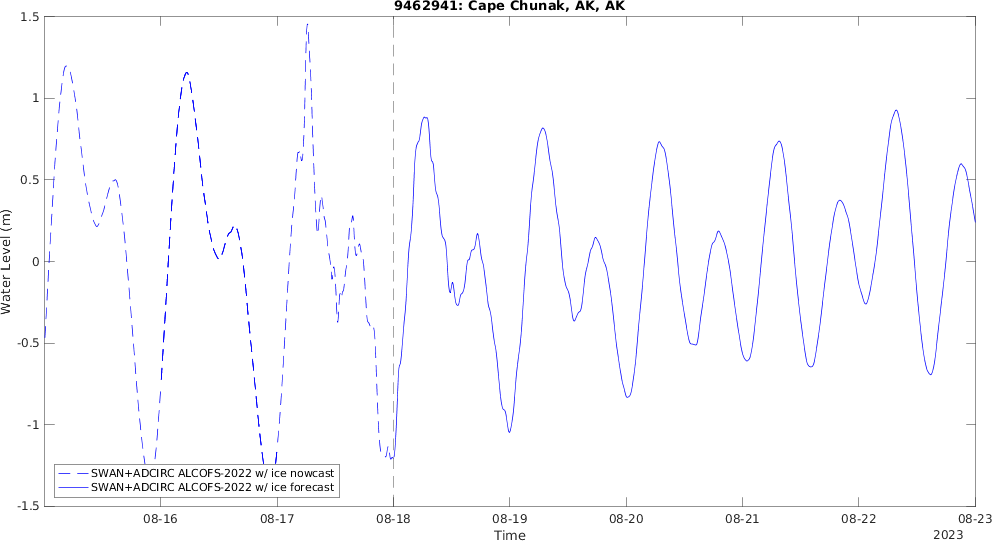 9462941: Cape Chunak, AK, AK
Water Level (m)
1.5
1
0.5
0
-0.5
-1
-1.5
SWAN+ADCIRC ALCOFS-2022 w/ ice nowcast
SWAN+ADCIRC ALCOFS-2022 w/ ice forecast
08-16 08-17 08-18 08-19 08-20 08-21 08-22 08-23
Time
2023